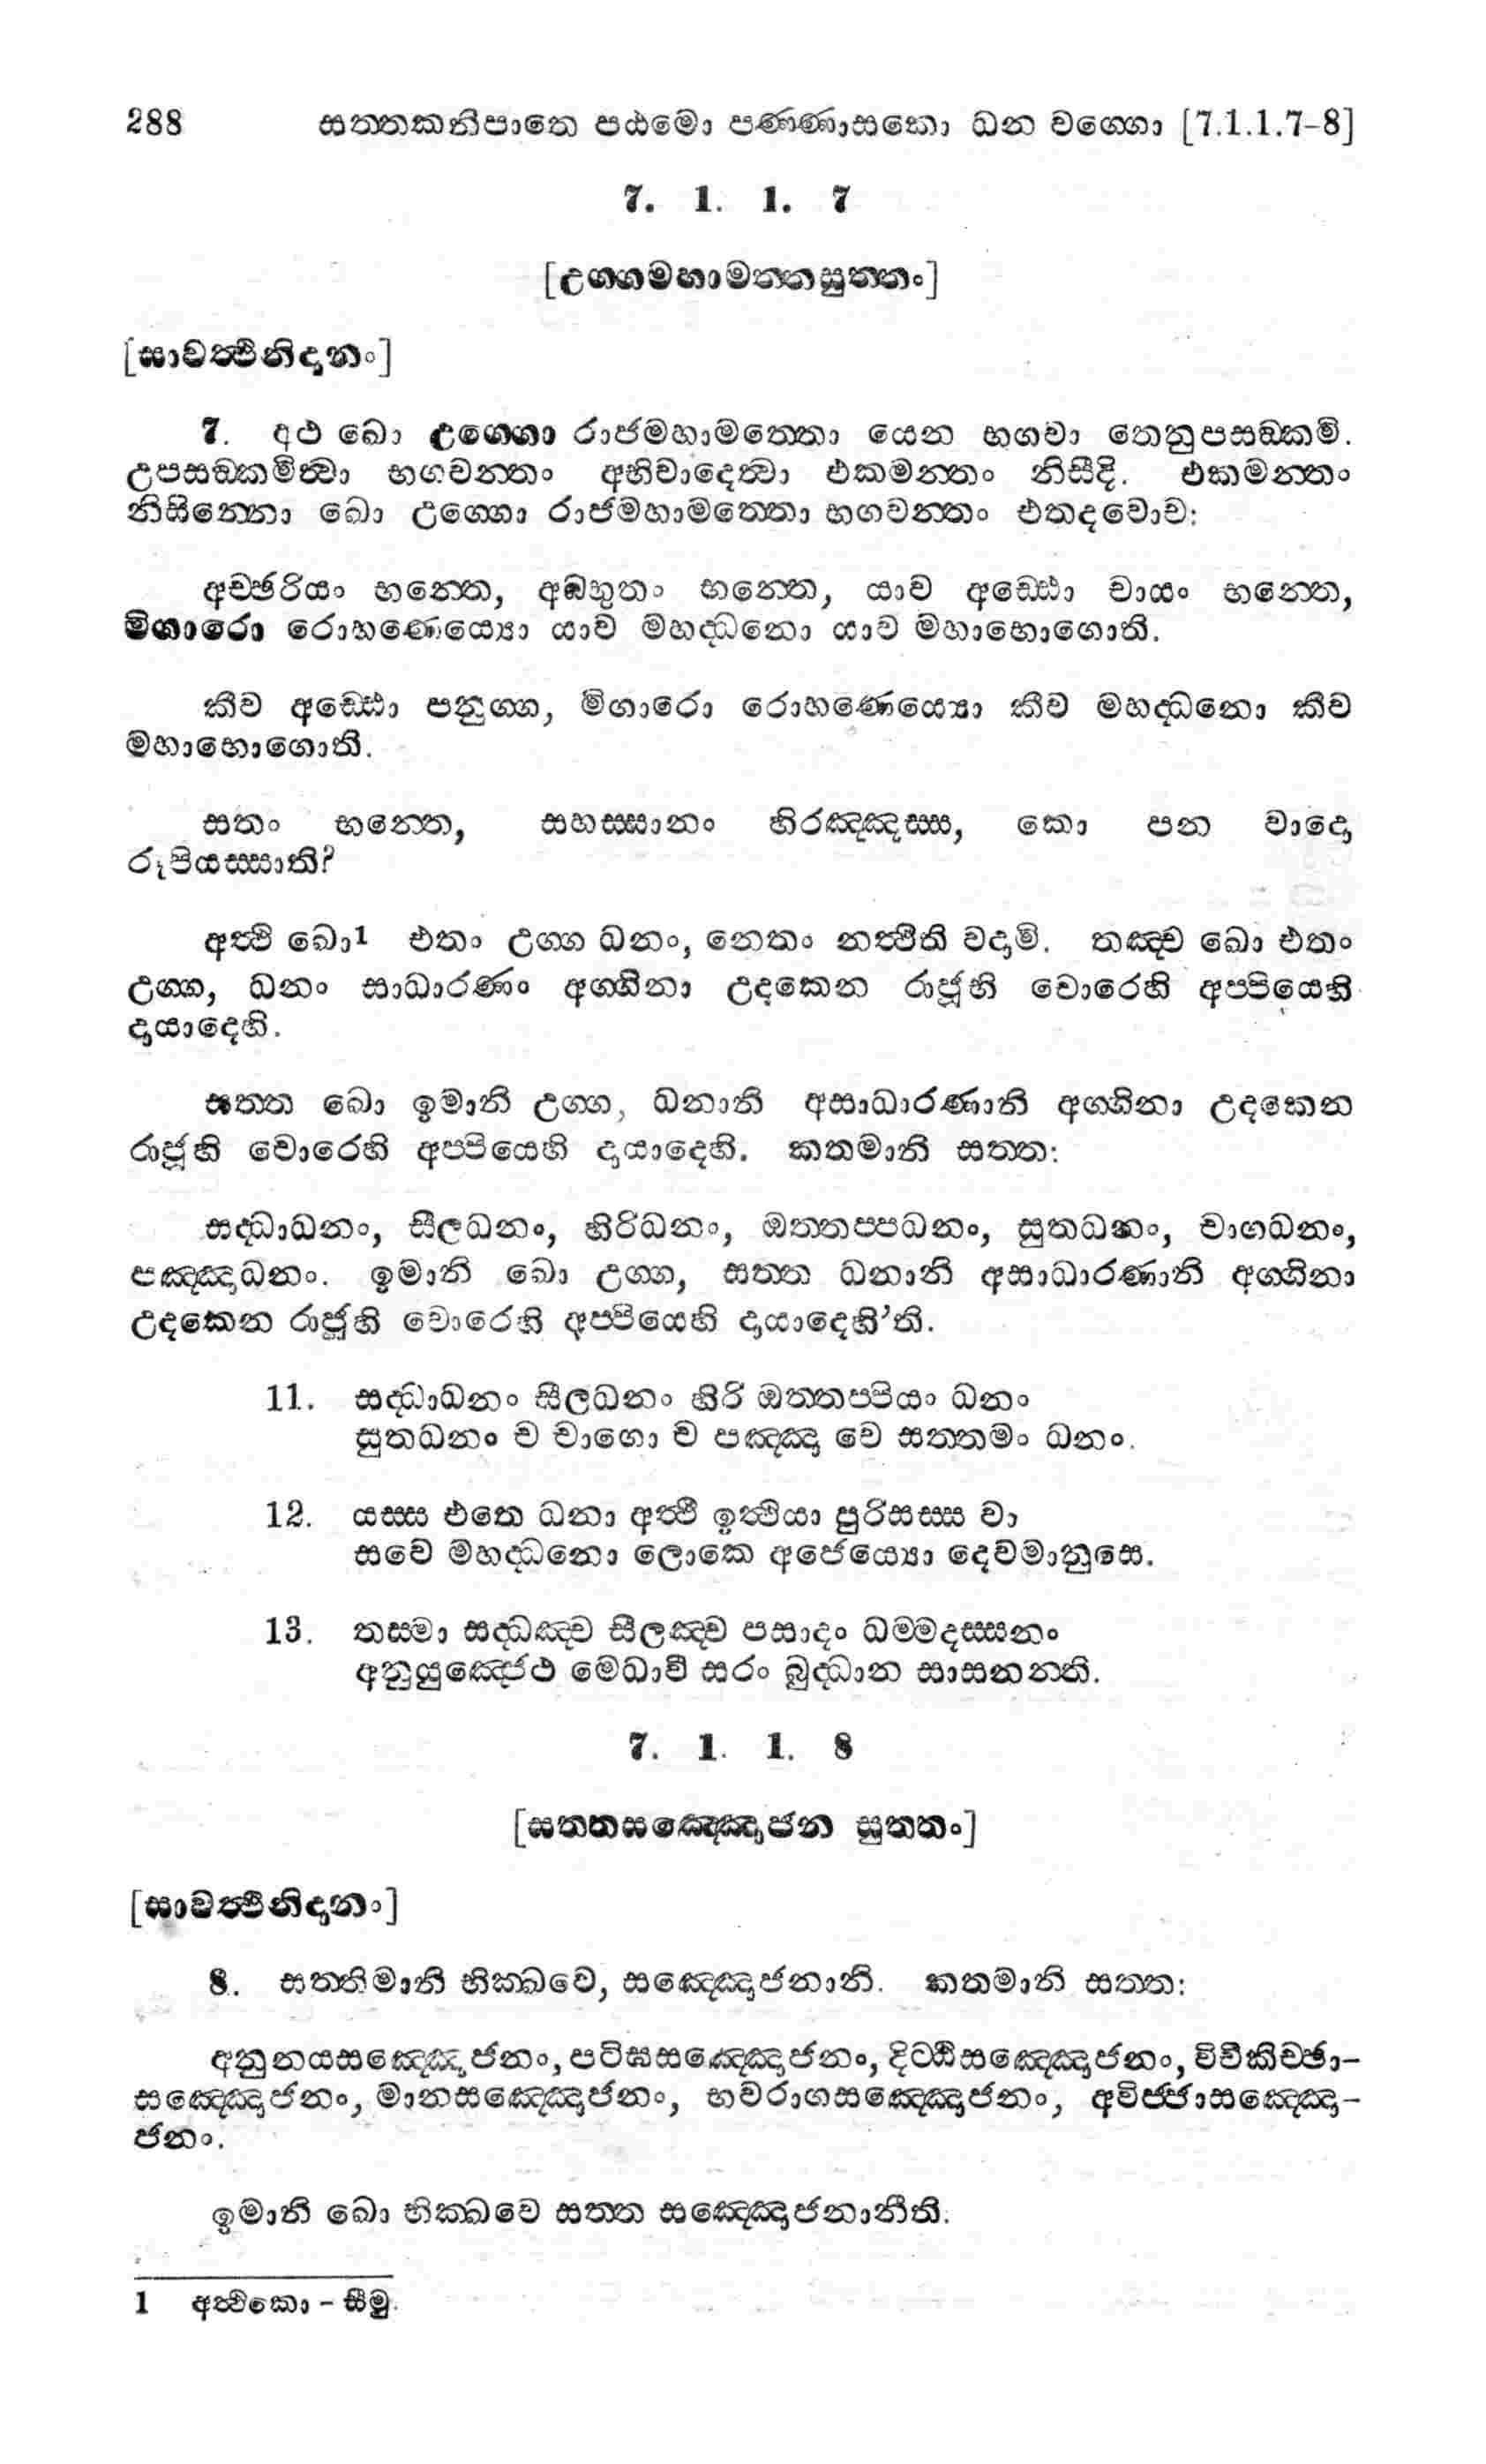 288 සත්තකනිපාතෙ පඨමො පණ්ණාසකො ධන වග්ගො [7.1.1.7-8]
7. 1. 1. 7
[උග්ගමහාමත්තසුත්තං]
[සාවත්ථිනිදානං]
7. අථ ඛො උග්ගො රාජමහාමත්තො යෙන භගවා තෙනුපසඞ්කමි.
උපසඞ්කමිත්වා භගවන්තං අභිවාදෙත්වා එකමන්තං නිසීදි. එකමන්තං
නිසින්නො ඛො උග්ගො රාජමහාමත්තො භගවන්තං එතදවොච:
අච්ඡරියං භන්තෙ, අබ්භුතං භන්තෙ, යාව අඩ්ඪො චායං භන්තෙ,
මිගාරො රොහණෙය්‍යො යාව මහද්ධනො යාව මහාභොගොති.
කීව අඩ්ඪො පනුග්ග, මිගාරො රොහණෙය්‍යො කීව මහද්ධනො කීව
මහාභොගොති.
සතං භන්තෙ, සහස්සානං හිරඤ්ඤස්ස, කො පන වාදො
රූපියස්සාති?
අත්ථි ඛො1 එතං උග්ග ධනං, නෙතං නත්ථීති වදාමි. තඤ්ච ඛො එතං
උග්ග, ධනං සාධාරණං අග්ගිනා උදකෙන රාජූහි චොරෙහි අප්පියෙහි
දායාදෙහි.
සත්ත ඛො ඉමානි උග්ග, ධනානි අසාධාරණානි අග්ගිනා උදකෙන
රාජූහි චොරෙහි අප්පියෙහි දායාදෙහි. කතමානි සත්ත:
සද්ධාධනං, සීලධනං, හිරිධනං, ඔත්තප්පධනං, සුතධනං, චාගධනං,
පඤ්ඤාධනං. ඉමානි ඛො උග්ග, සත්ත ධනානි අසාධාරණානි අග්ගිනා
උදකෙන රාජූහි චොරෙහි අප්පියෙහි දායාදෙහි'ති.
11. සද්ධාධනං සීලධනං හිරි ඔත්තප්පියං ධනං
සුතධනං ච චාගො ච පඤ්ඤා වෙ සත්තමං ධනං.
12. යස්ස එතෙ ධනා අත්ථි ඉත්ථියා පුරිසස්ස වා
සවෙ මහද්ධනො ලොකෙ අජෙය්‍යො දෙවමානුසෙ.
13. තස්මා සද්ධඤ්ච සීලඤ්ච පසාදං ධම්මදස්සනං
අනුයුඤ්ජෙථ මෙධාවී සරං බුද්ධාන සාසනන්ති.
7. 1. 1. 8
[සත්තසඤ්ඤොජන සුත්තං]
[සාවත්ථිනිදානං]
8. සත්තිමානි භික්ඛවෙ, සඤ්ඤොජනානි. කතමානි සත්ත:
අනුනයසඤ්ඤොජනං, පටිඝසඤ්ඤොජනං, දිට්ඨිසඤ්ඤොජනං, විචිකිච්ඡා-
සඤ්ඤොජනං, මානසඤ්ඤොජනං, භවරාගසඤ්ඤොජනං, අවිජ්ජාසඤ්ඤො-
ජනං.
ඉමානි ඛො භික්ඛවෙ සත්ත සඤ්ඤොජනානීති.
1 අත්ථිකො - සීමු.